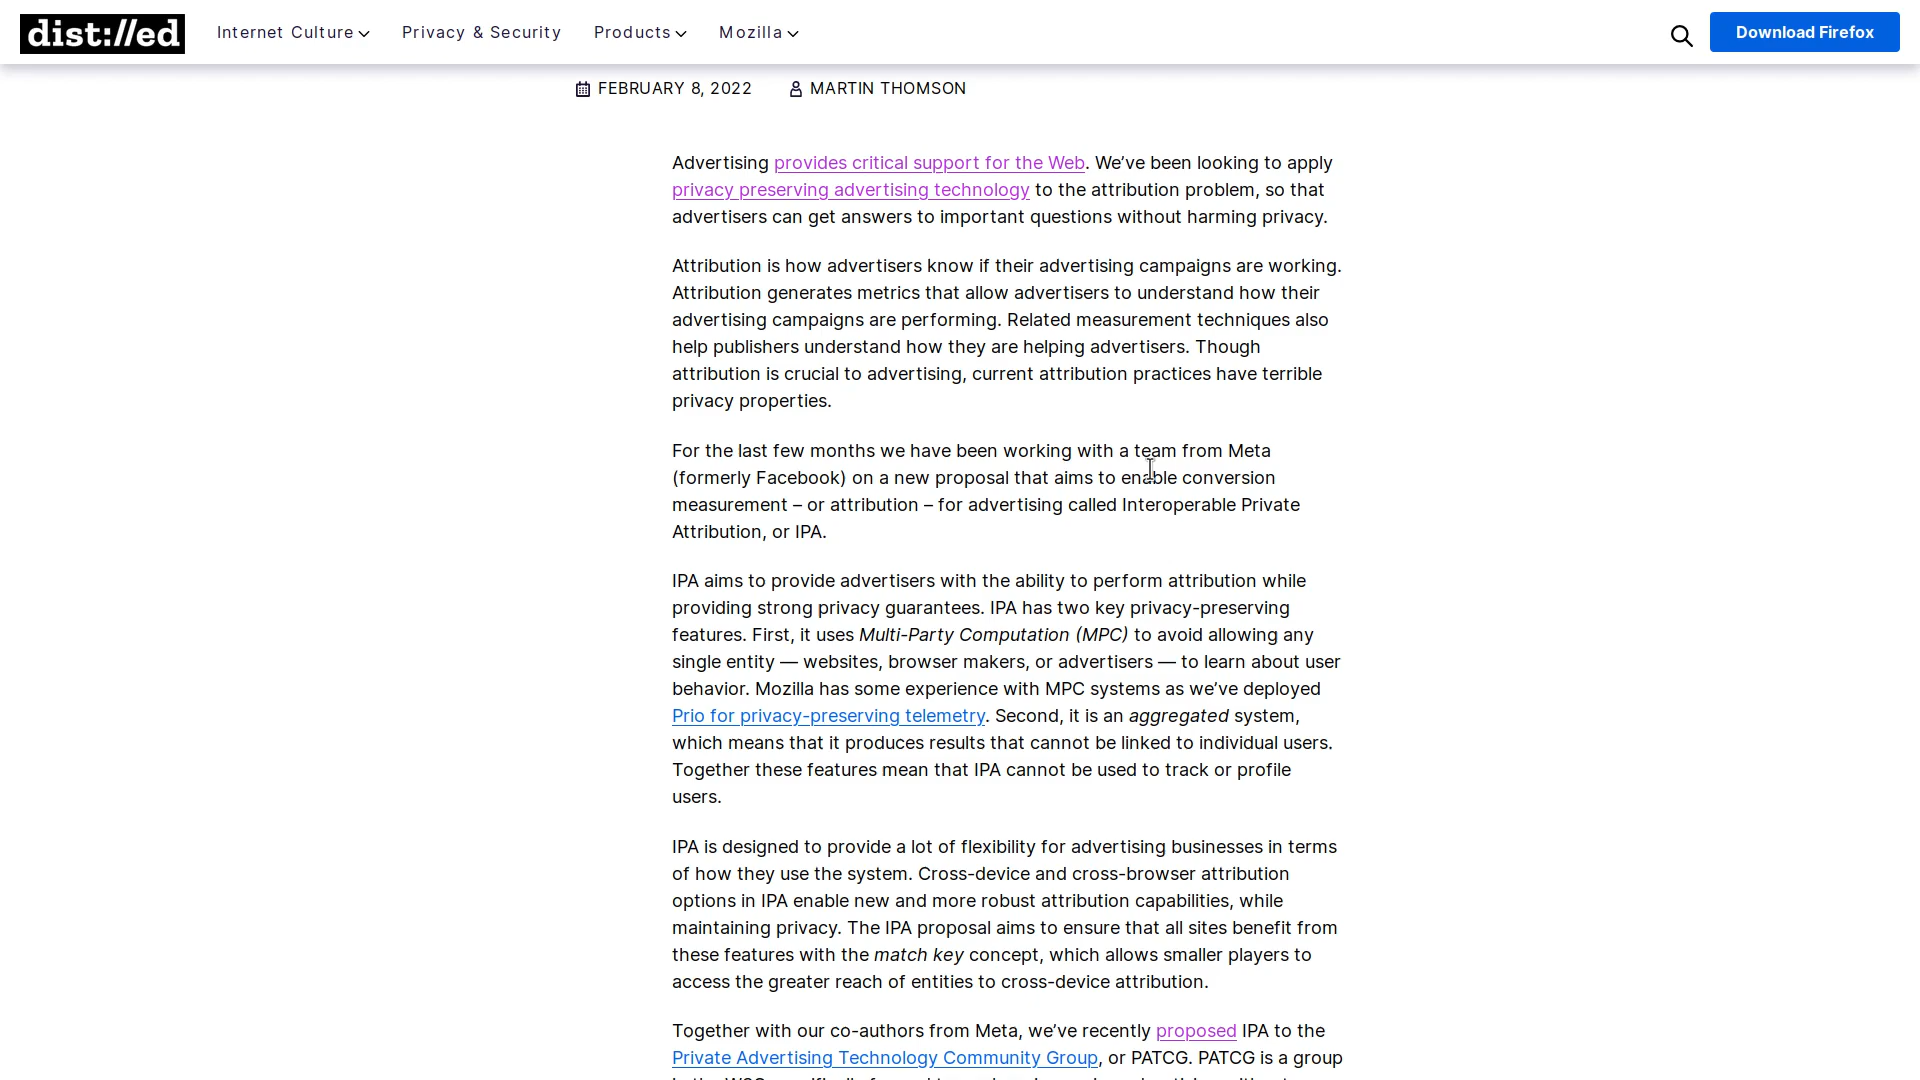 dist://ed Internet Culture Privacy & Security Products Mozilla Download Firefox
FEBRUARY 8, 2022 MARTIN THOMSON
Advertising provides critical support for the Web. We’ve been looking to apply
privacy preserving advertising technology to the attribution problem, so that
advertisers can get answers to important questions without harming privacy.
Attribution is how advertisers know if their advertising campaigns are working.
Attribution generates metrics that allow advertisers to understand how their
advertising campaigns are performing. Related measurement techniques also
help publishers understand how they are helping advertisers. Though
attribution is crucial to advertising, current attribution practices have terrible
privacy properties.
For the last few months we have been working with a team from Meta
(formerly Facebook) on a new proposal that aims to enable conversion
measurement – or attribution – for advertising called Interoperable Private
Attribution, or IPA.
IPA aims to provide advertisers with the ability to perform attribution while
providing strong privacy guarantees. IPA has two key privacy-preserving
features. First, it uses Multi-Party Computation (MPC) to avoid allowing any
single entity — websites, browser makers, or advertisers — to learn about user
behavior. Mozilla has some experience with MPC systems as we’ve deployed
Prio for privacy-preserving telemetry. Second, it is an aggregated system,
which means that it produces results that cannot be linked to individual users.
Together these features mean that IPA cannot be used to track or profile
users.
IPA is designed to provide a lot of flexibility for advertising businesses in terms
of how they use the system. Cross-device and cross-browser attribution
options in IPA enable new and more robust attribution capabilities, while
maintaining privacy. The IPA proposal aims to ensure that all sites benefit from
these features with the match key concept, which allows smaller players to
access the greater reach of entities to cross-device attribution.
Together with our co-authors from Meta, we’ve recently proposed IPA to the
Private Advertising Technology Community Group, or PATCG. PATCG is a group